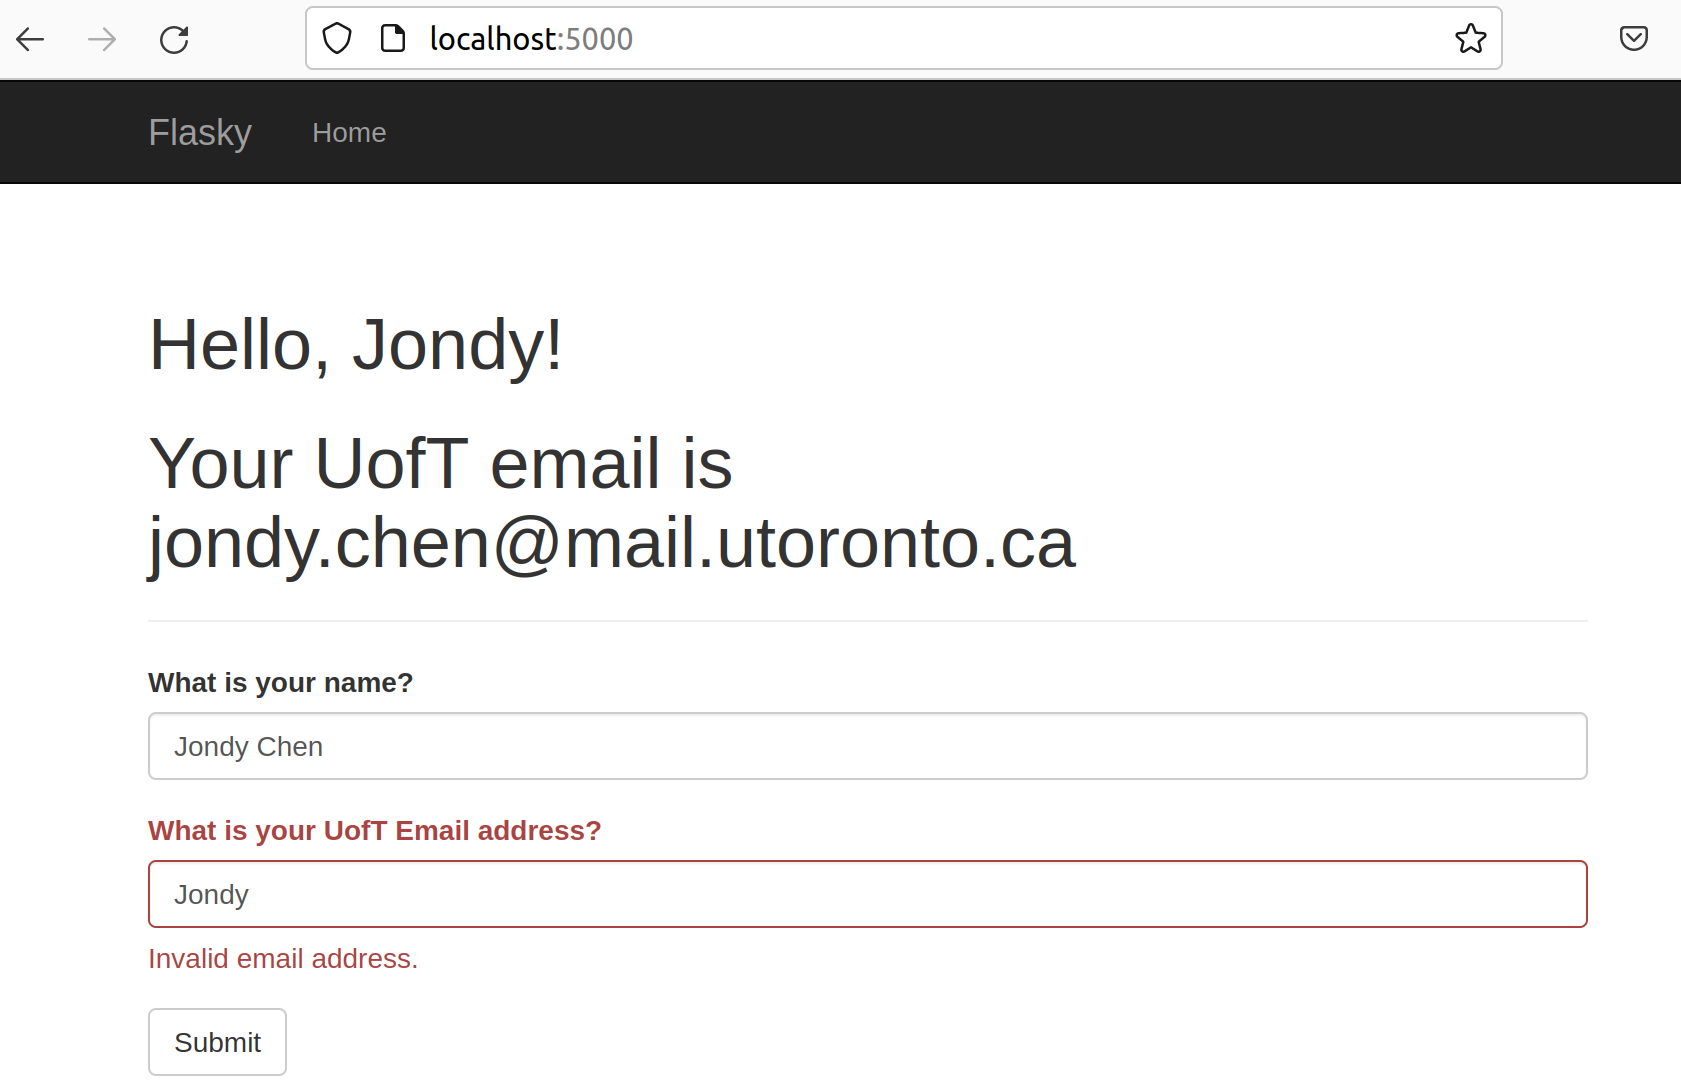 localhost:5000
Flasky Home
Hello, Jondy!
Your UofT email is
jondy.chen@mail.utoronto.ca
What is your name?
Jondy Chen
What is your UofT Email address?
Jondy
Invalid email address.
Submit